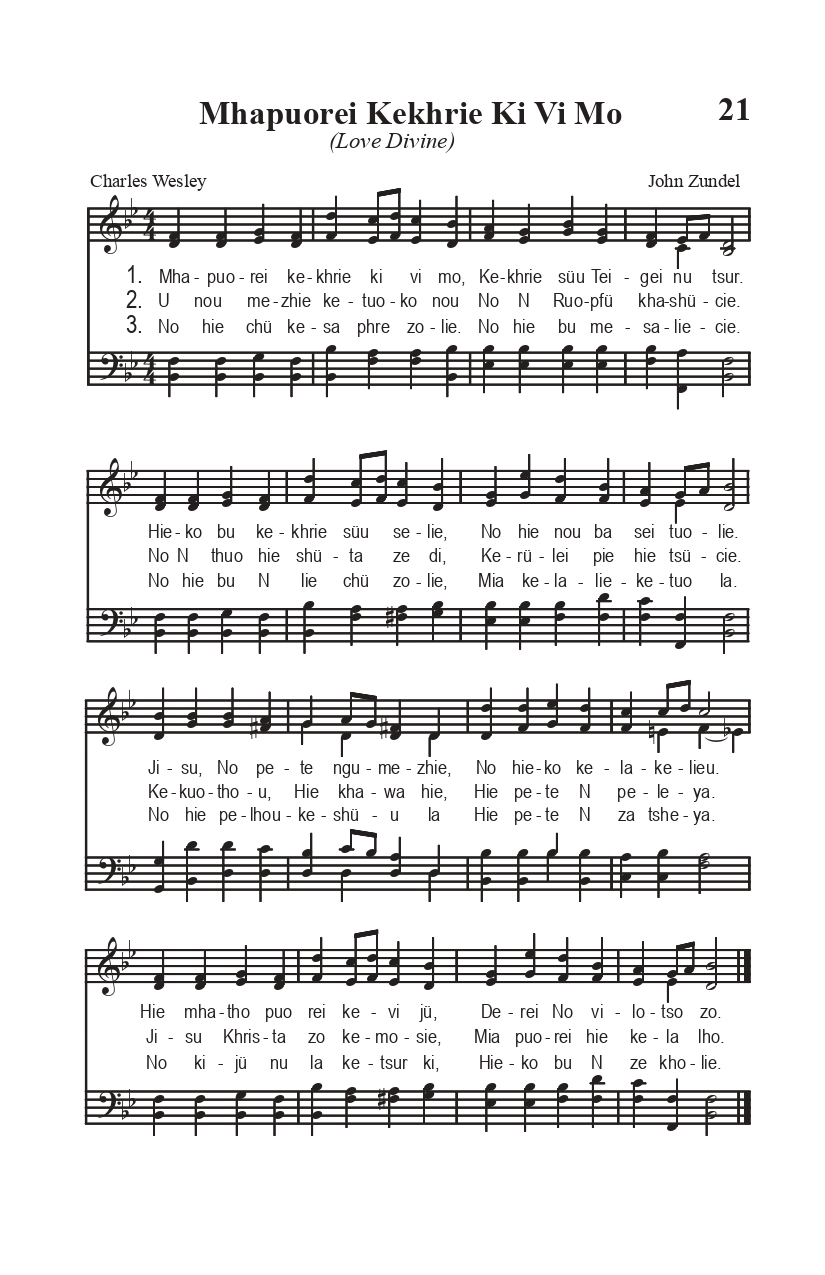 Mhapuorei Kekhrie Ki Vi Mo 21
(Love Divine)
Charles Wesley John Zundel
1. Mha - puo - rei ke - khrie ki vi mo, Ke - khrie süu Tei - gei nu tsur.
2. U nou me - zhie ke - tuo - ko nou No N Ruo - pfü kha - shü - cie.
3. No hie chü ke - sa phre zo - lie. No hie bu me - sa - lie - cie.
Hie - ko bu ke - khrie süu se - lie, No hie nou ba sei tuo - lie.
No N thuo hie shü - ta ze di, Ke - rü - lei pie hie tsü - cie.
No hie bu N lie chü zo - lie, Mia ke - la - lie - ke - tuo la.
Ji - su, No pe - te ngu - me - zhie, No hie - ko ke - la - ke - lieu.
Ke - kuo - tho - u, Hie kha - wa hie, Hie pe - te N pe - le - ya.
No hie pe - lhou - ke - shü - u la Hie pe - te N za tshe - ya.
Hie mha - tho puo rei ke - vi jü, De - rei No vi - lo - tso zo.
Ji - su Khris - ta zo ke - mo - sie, Mia puo - rei hie ke - la lho.
No ki - jü nu la ke - tsur ki, Hie - ko bu N ze kho - lie.